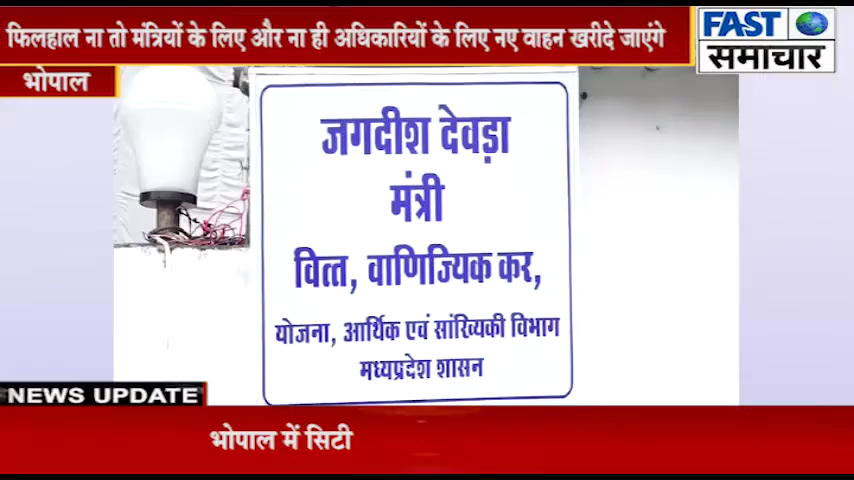 फिलहाल ना तो मंत्रियों के लिए और ना ही अधिकारियों के लिए नए वाहन खरीदे जाएंगे
FAST
समाचार
भोपाल
जगदीश देवड़ा
मंत्री
वित्त, वाणिज्यिक कर,
योजना, आर्थिक एवं सांख्यिकी विभाग
मध्यप्रदेश शासन
NEWS UPDATE
भोपाल में सिटी